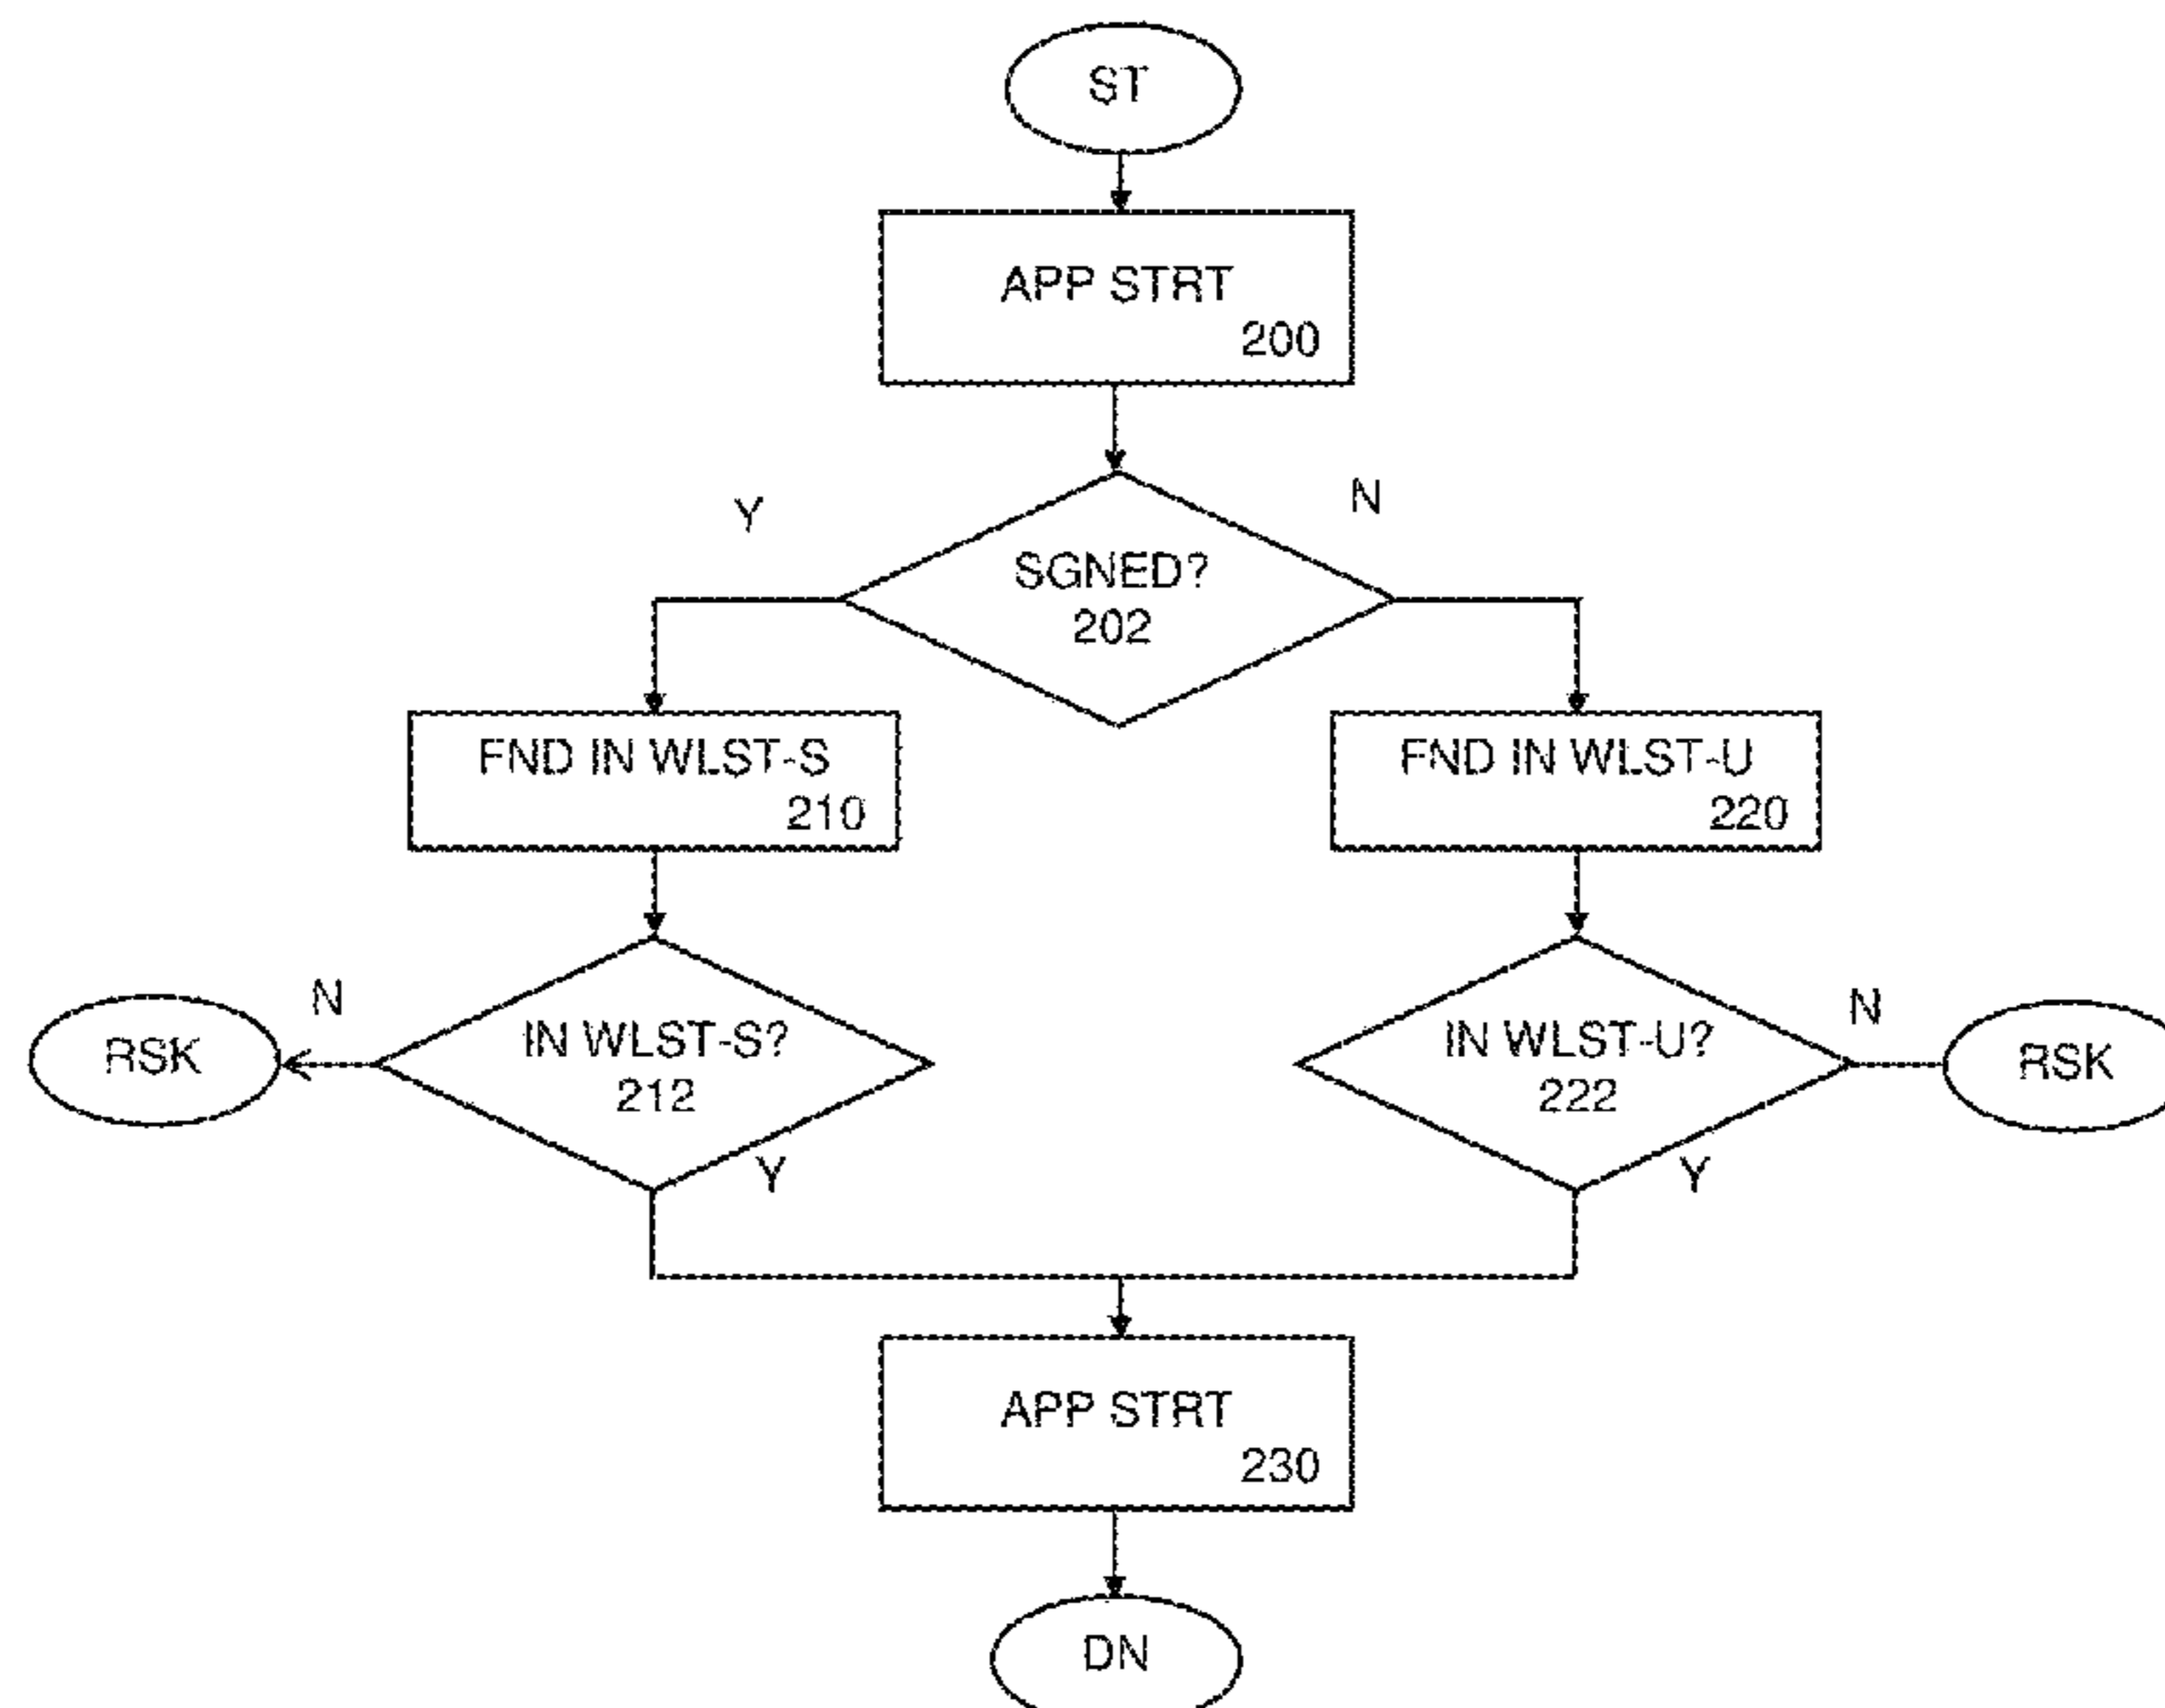 ST
APP STRT
200
Y
N
SGNED?
202
FND IN WLST-S
210
FND IN WLST-U
220
N
IN WLST-S?
212
Y
RSK
IN WLST-U?
222
N
Y
RSK
APP STRT
230
DN